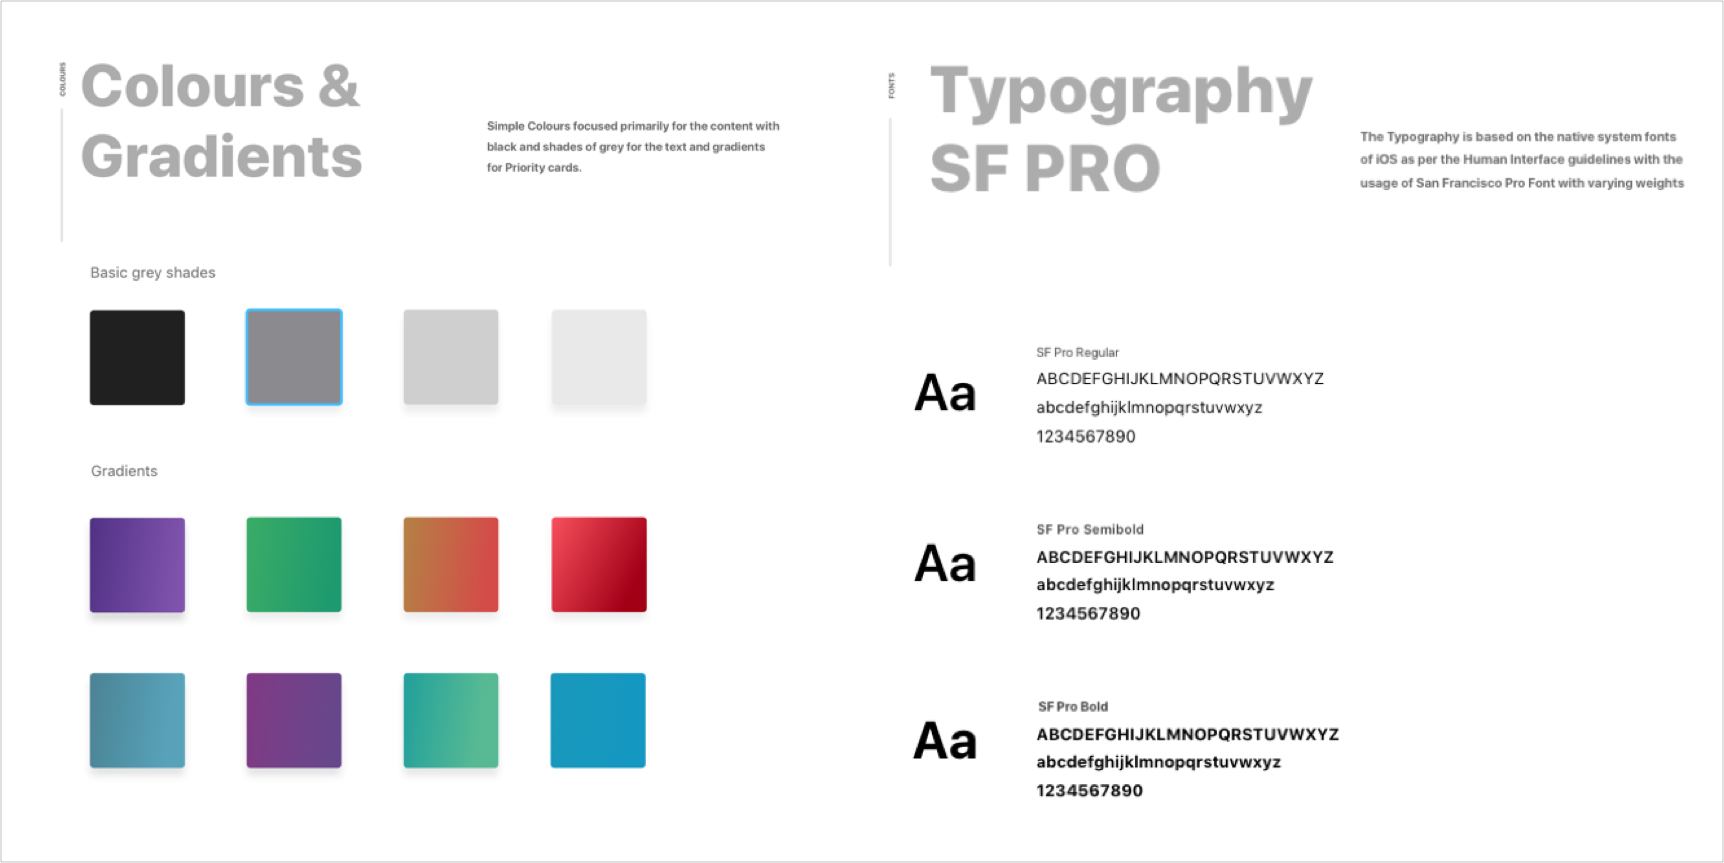 COLOURS
Colours &
Gradients
Simple Colours focused primarily for the content with
black and shades of grey for the text and gradients
for Priority cards.
Basic grey shades
Gradients
FONTS
Typography
SF PRO
The Typography is based on the native system fonts
of iOS as per the Human Interface guidelines with the
usage of San Francisco Pro Font with varying weights
Aa
SF Pro Regular
ABCDEFGHIJKLMNOPQRSTUVWXYZ
abcdefghijklmnopqrstuvwxyz
1234567890
Aa
SF Pro Semibold
ABCDEFGHIJKLMNOPQRSTUVWXYZ
abcdefghijklmnopqrstuvwxyz
1234567890
Aa
SF Pro Bold
ABCDEFGHIJKLMNOPQRSTUVWXYZ
abcdefghijklmnopqrstuvwxyz
1234567890